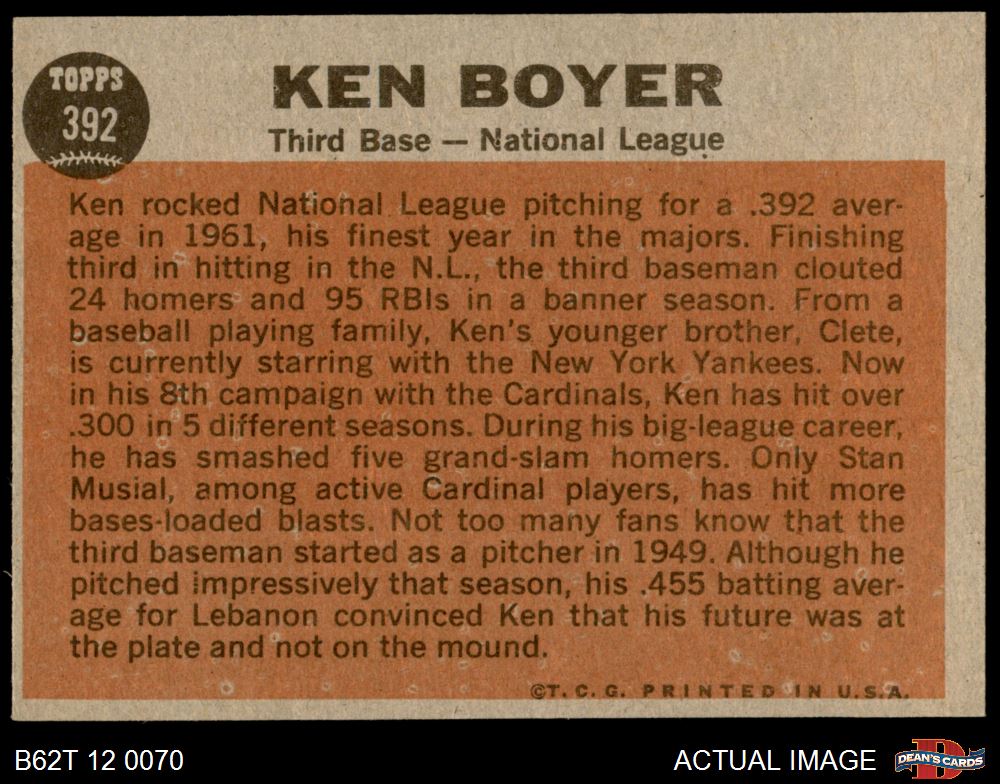 TOPPS
392
KEN BOYER
Third Base — National League
Ken rocked National League pitching for a .392 aver-
age in 1961, his finest year in the majors. Finishing
third in hitting in the N.L., the third baseman clouted
24 homers and 95 RBIs in a banner season. From a
baseball playing family, Ken's younger brother, Clete,
is currently starring with the New York Yankees. Now
in his 8th campaign with the Cardinals, Ken has hit over
.300 in 5 different seasons. During his big-league career,
he has smashed five grand-slam homers. Only Stan
Musial, among active Cardinal players, has hit more
bases-loaded blasts. Not too many fans know that the
third baseman started as a pitcher in 1949. Although he
pitched impressively that season, his .455 batting aver-
age for Lebanon convinced Ken that his future was at
the plate and not on the mound.
©T. C. G. PRINTED IN U.S.A.
B62T 12 0070
ACTUAL IMAGE
DEAN'S CARDS